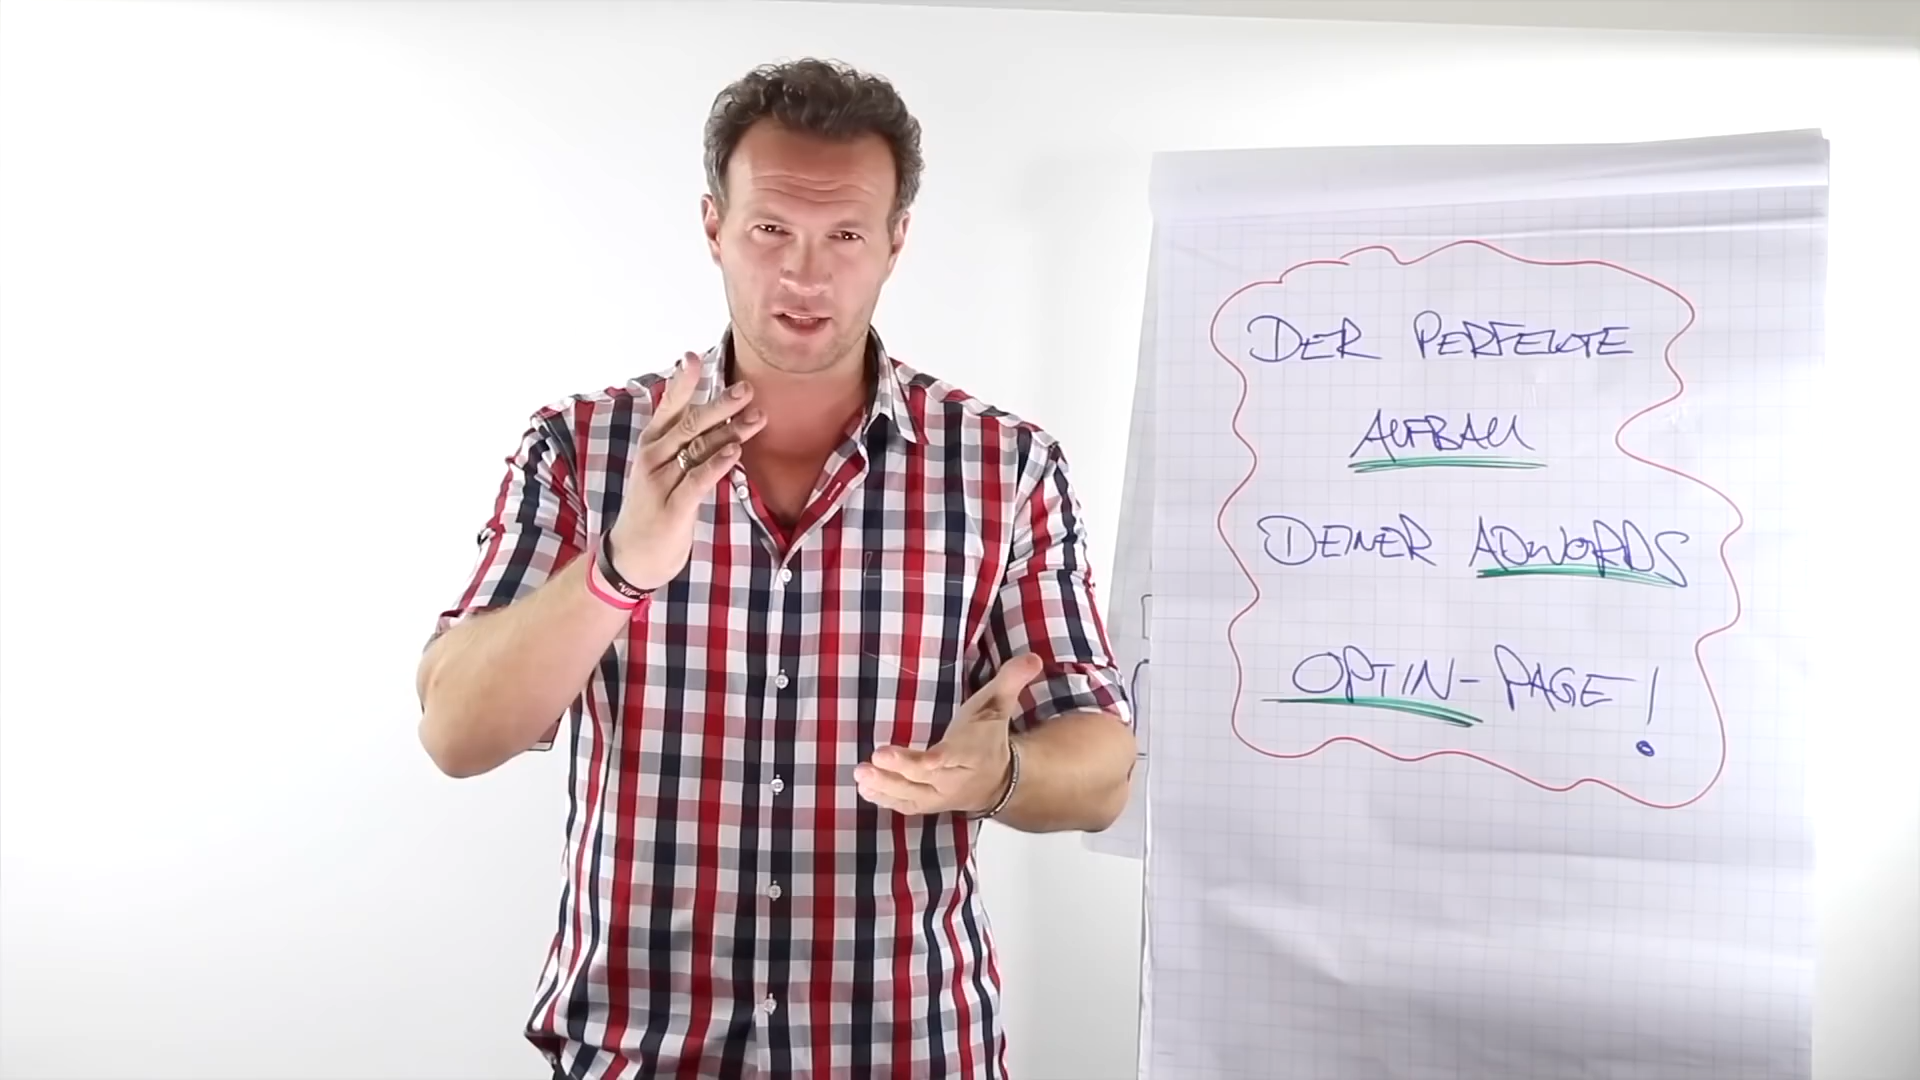 DER PERFEKTE
AUFBAU
DEINER ADWORDS
OPTIN-PAGE!